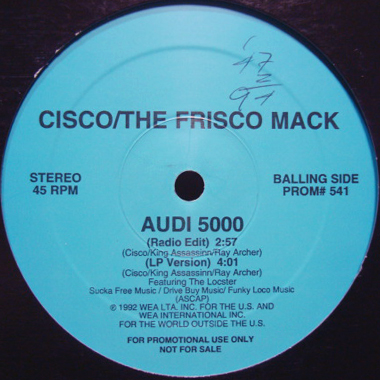 '17
2
91
CISCO/THE FRISCO MACK
STEREO
45 RPM
BALLING SIDE
PROM# 541
AUDI 5000
(Radio Edit) 2:57
(Cisco/King Assassinn/Ray Archer)
(LP Version) 4:01
(Cisco/King Assassinn/Ray Archer)
Featuring The Locster
Sucka Free Music / Drive Buy Music/ Funky Loco Music
(ASCAP)
℗ 1992 WEA LTA. INC. FOR THE U.S. AND
WEA INTERNATIONAL INC.
FOR THE WORLD OUTSIDE THE U.S.
FOR PROMOTIONAL USE ONLY
NOT FOR SALE